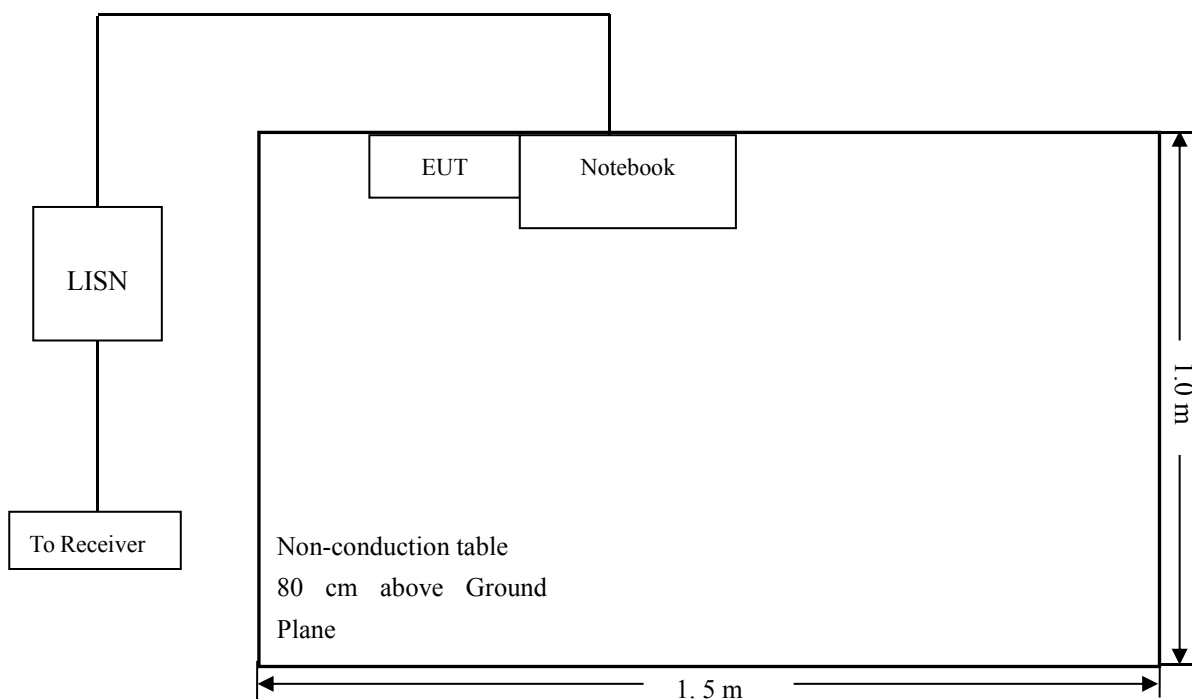 EUT
Notebook
LISN
1.0 m
To Receiver
Non-conduction table
80 cm above Ground
Plane
1. 5 m